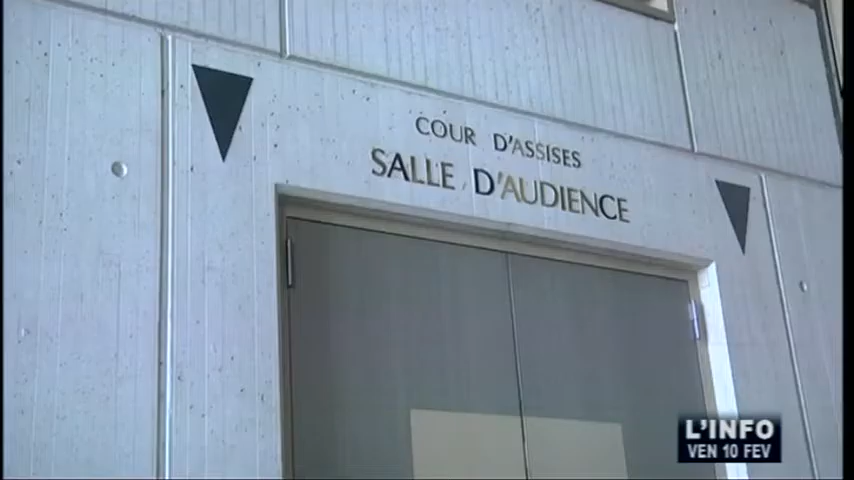 COUR D'ASSISES
SALLE D'AUDIENCE
L'INFO
VEN 10 FEV